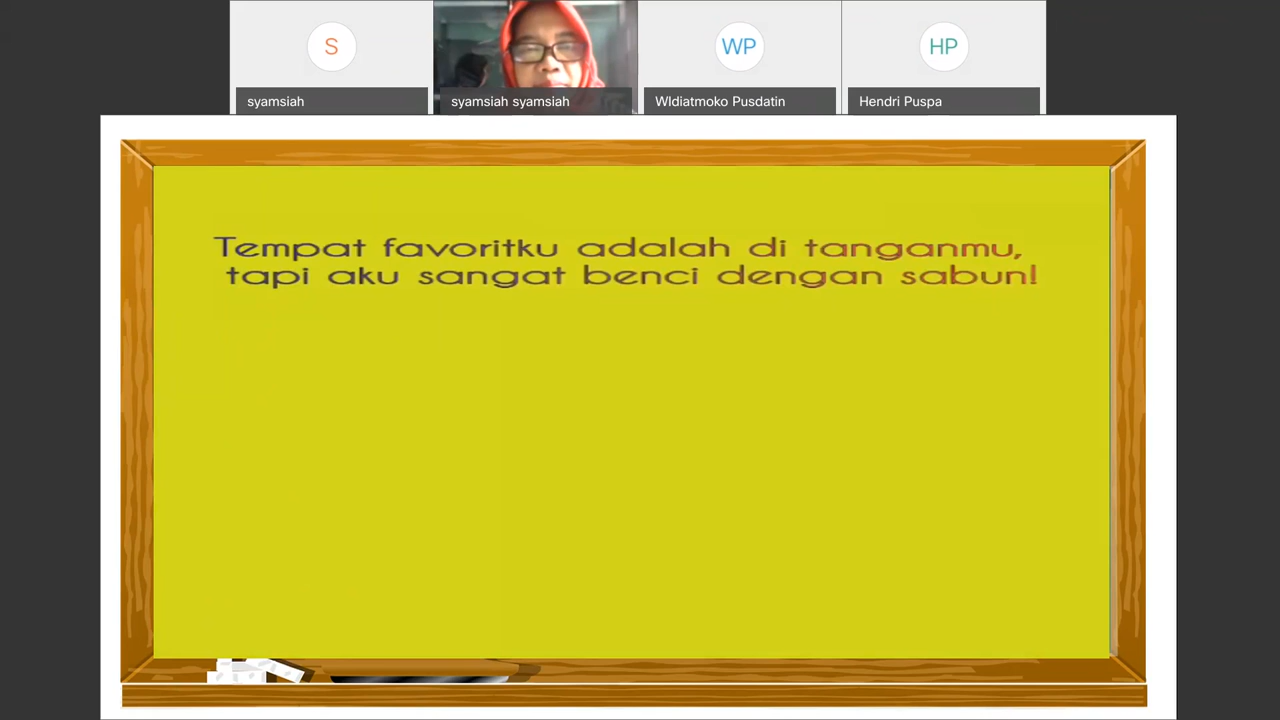 S
WP
HP
syamsiah
syamsiah syamsiah
WIdiatmoko Pusdatin
Hendri Puspa
Tempat favoritku adalah di tanganmu,
tapi aku sangat benci dengan sabun!